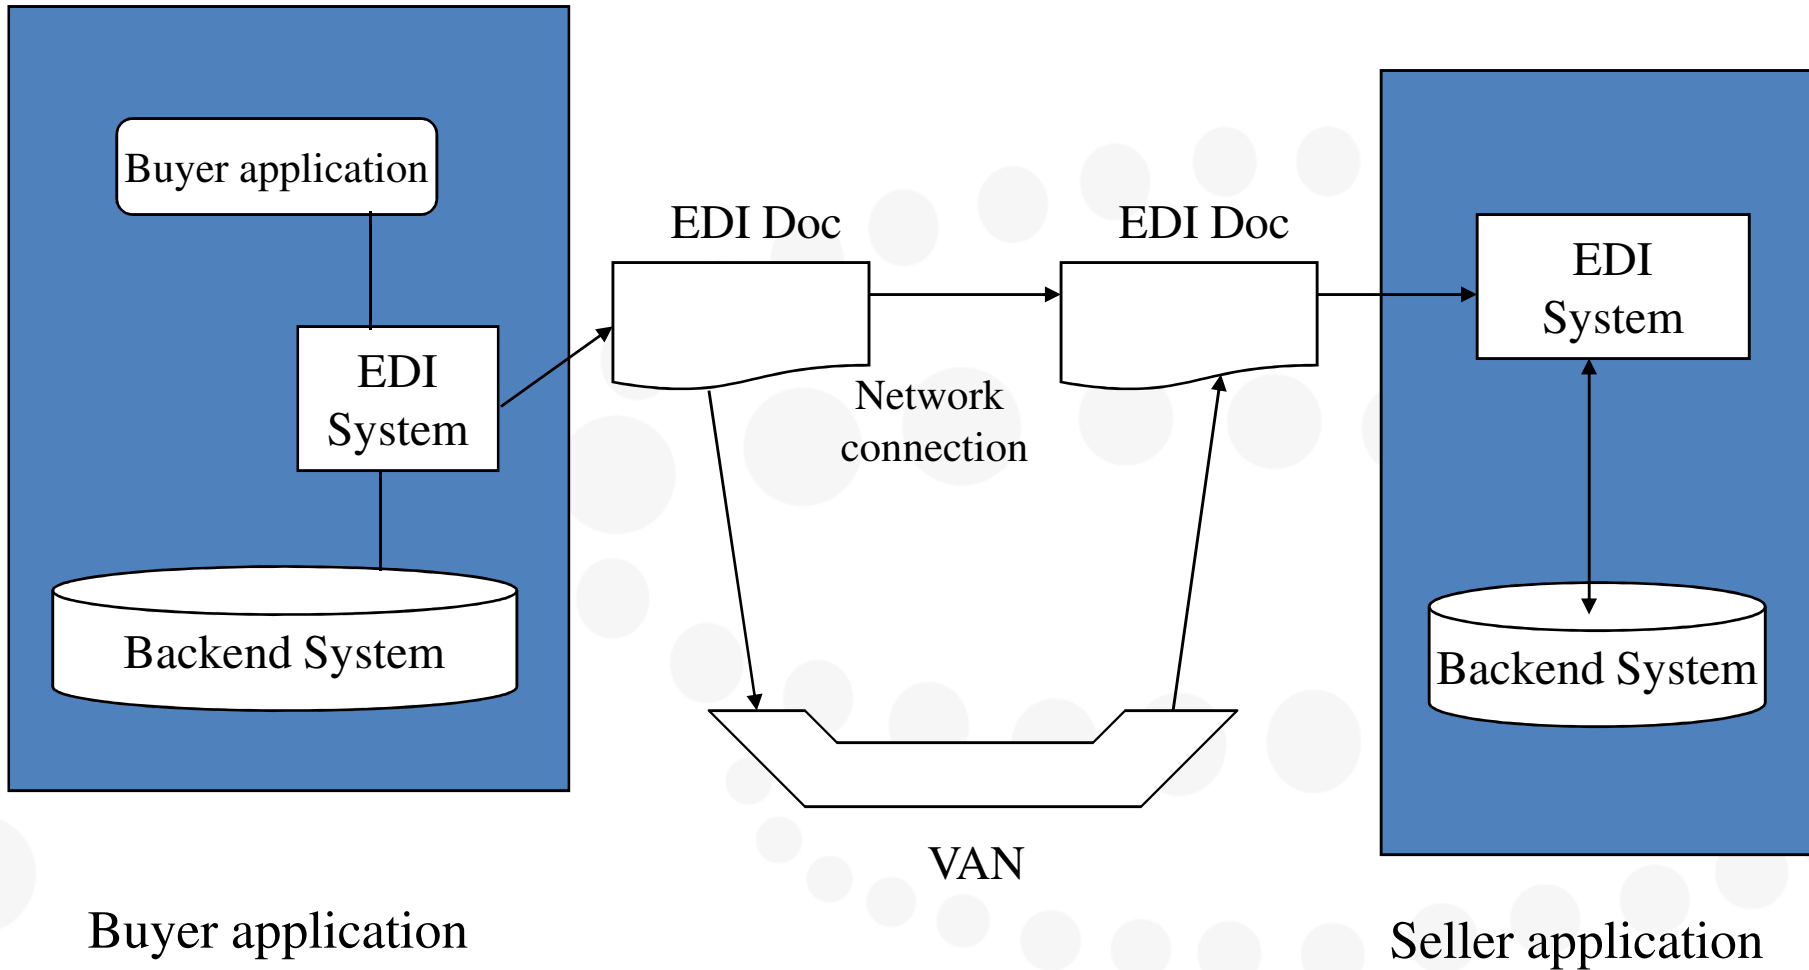 Buyer application
EDI
System
Backend System
Buyer application
EDI Doc
EDI Doc
Network
connection
VAN
EDI
System
Backend System
Seller application